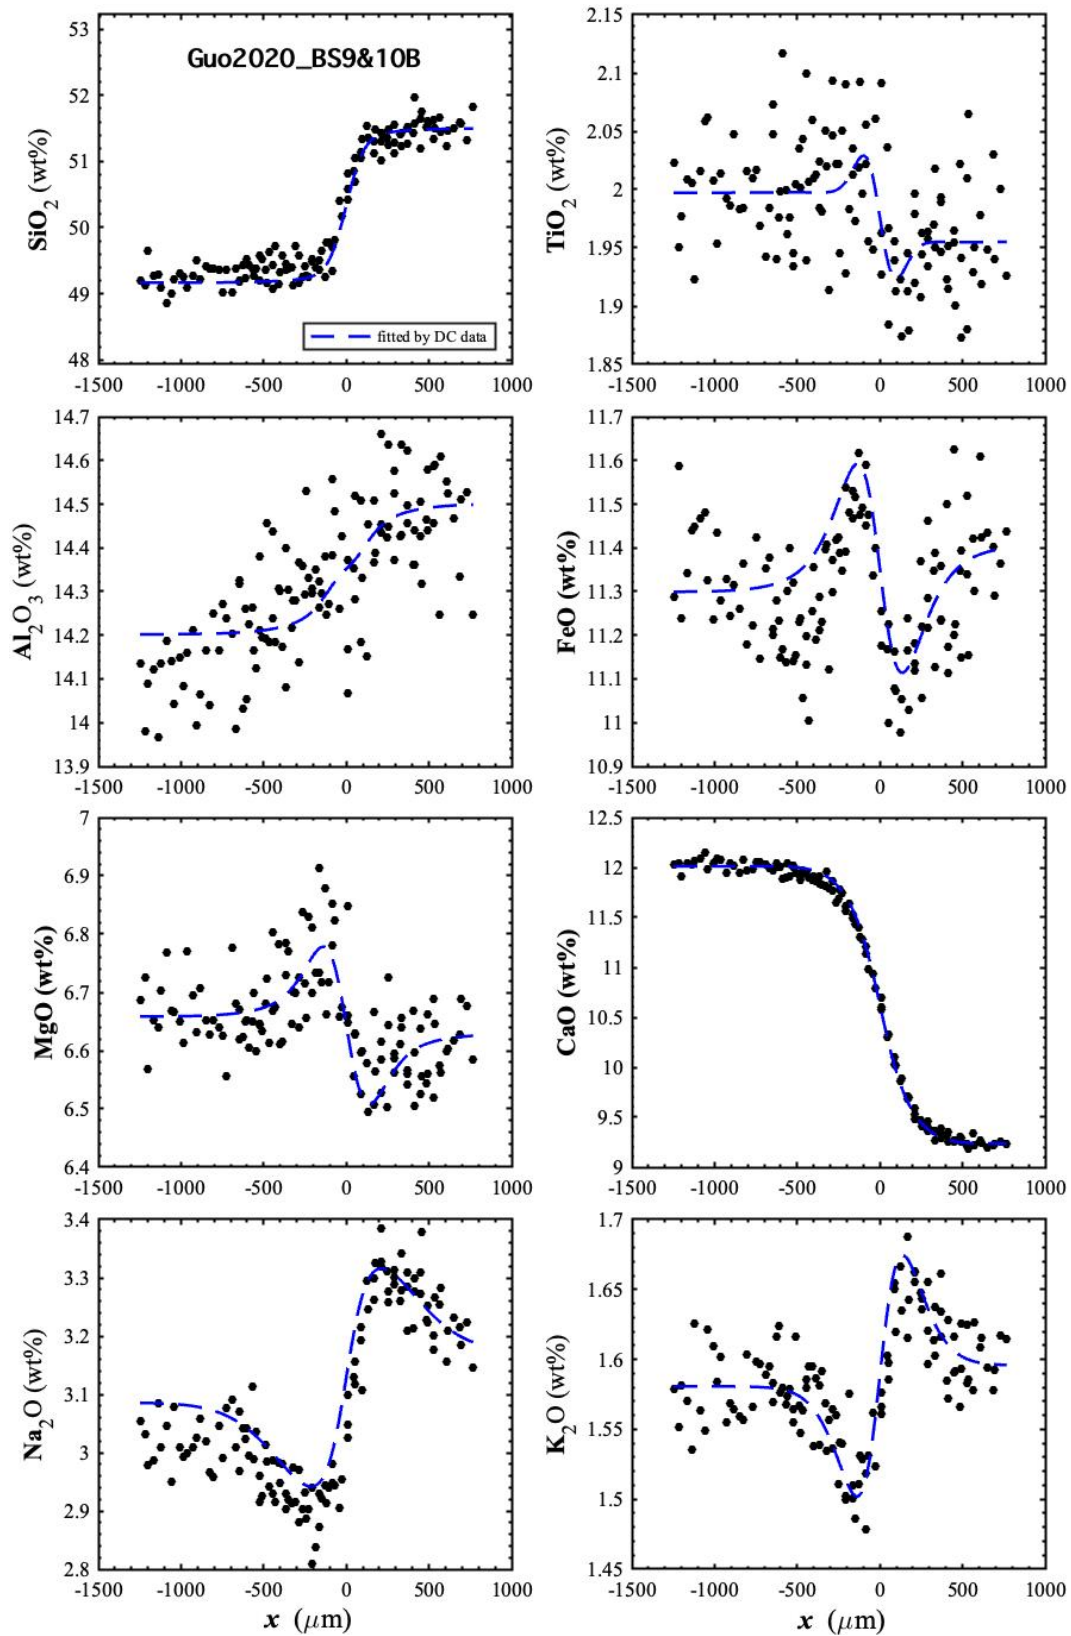 Guo2020_BS9&10B
SiO2 (wt%)
53
52
51
50
49
48
fitted by DC data
-1500 -1000 -500 0 500 1000
TiO2 (wt%)
2.15
2.1
2.05
2
1.95
1.9
1.85
-1500 -1000 -500 0 500 1000
Al2O3 (wt%)
14.7
14.6
14.5
14.4
14.3
14.2
14.1
14
13.9
-1500 -1000 -500 0 500 1000
FeO (wt%)
11.6
11.5
11.4
11.3
11.2
11.1
11
10.9
-1500 -1000 -500 0 500 1000
MgO (wt%)
7
6.9
6.8
6.7
6.6
6.5
6.4
-1500 -1000 -500 0 500 1000
CaO (wt%)
12.5
12
11.5
11
10.5
10
9.5
9
-1500 -1000 -500 0 500 1000
Na2O (wt%)
3.4
3.3
3.2
3.1
3
2.9
2.8
-1500 -1000 -500 0 500 1000
x (μm)
K2O (wt%)
1.7
1.65
1.6
1.55
1.5
1.45
-1500 -1000 -500 0 500 1000
x (μm)